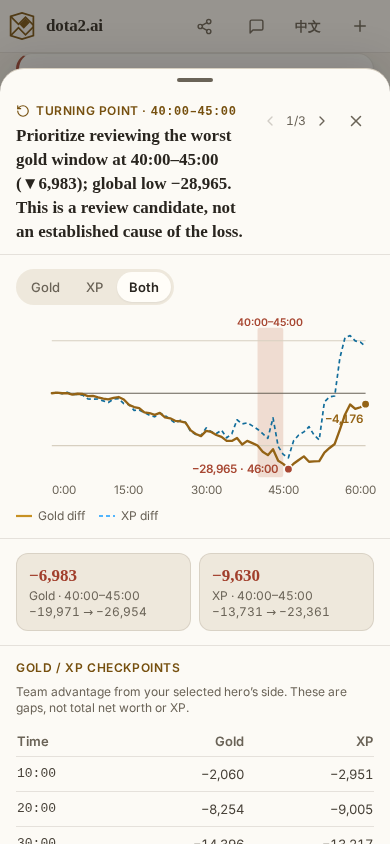 dota2.ai
中文
TURNING POINT · 40:00–45:00
1/3
Prioritize reviewing the worst
gold window at 40:00–45:00
(▼6,983); global low −28,965.
This is a review candidate, not
an established cause of the loss.
Gold
XP
Both
40:00–45:00
−4,176
−28,965 · 46:00
0:00
15:00
30:00
45:00
60:00
Gold diff
XP diff
−6,983
Gold · 40:00–45:00
−19,971 → −26,954
−9,630
XP · 40:00–45:00
−13,731 → −23,361
GOLD / XP CHECKPOINTS
Team advantage from your selected hero’s side. These are
gaps, not total net worth or XP.
Time Gold XP
10:00 −2,060 −2,951
20:00 −8,254 −9,005
30:00 −14,396 −13,217